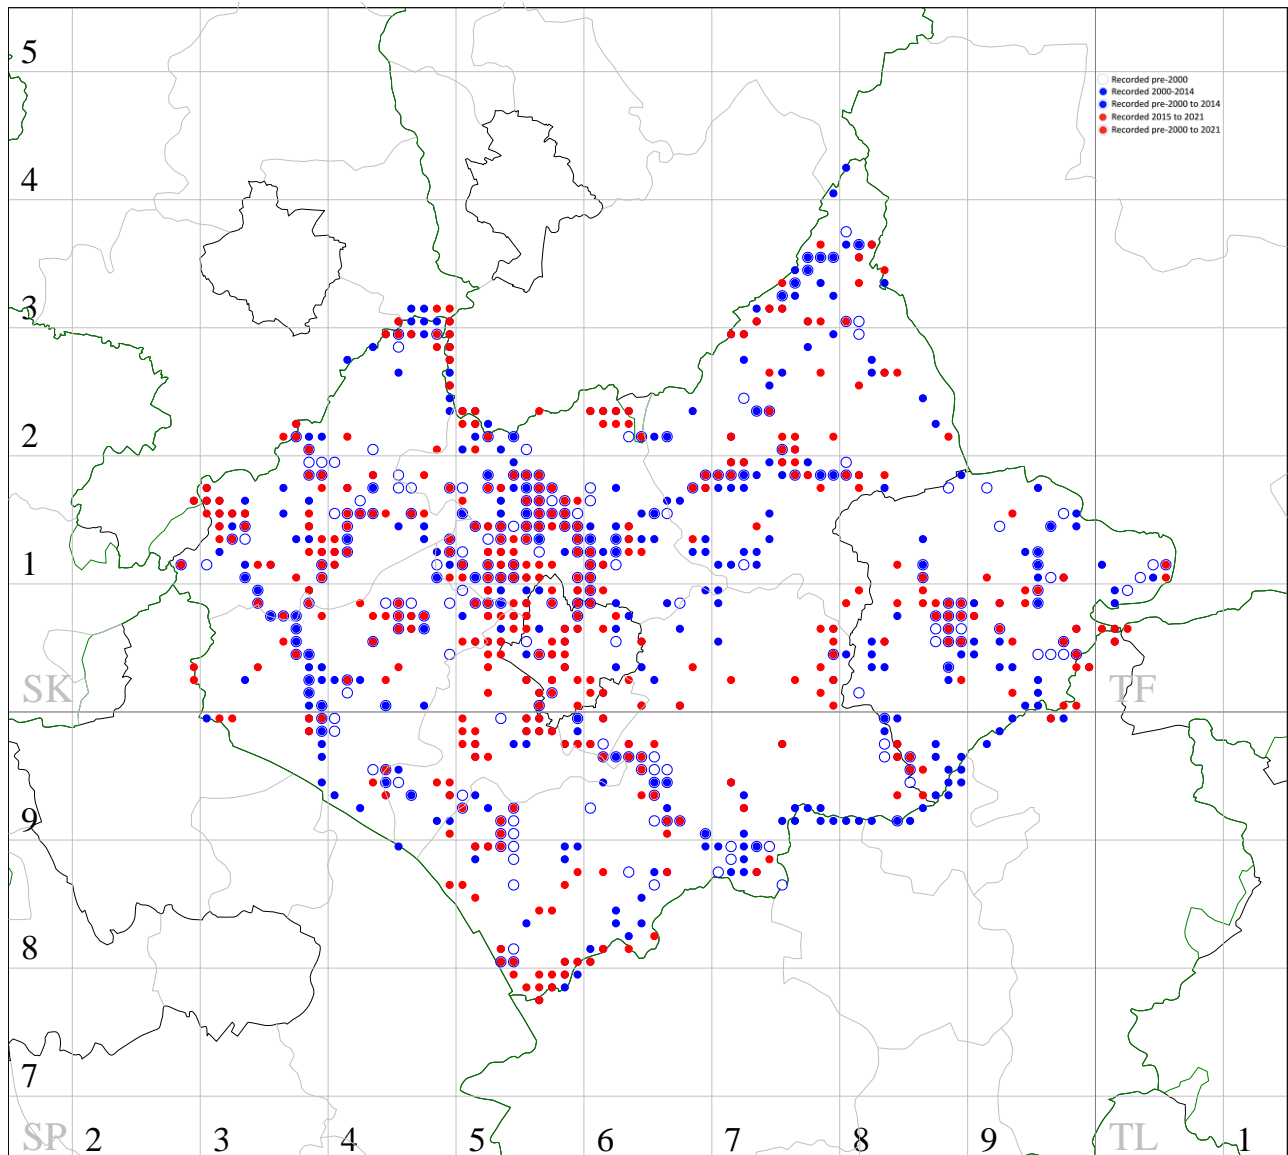 5
Recorded pre-2000
Recorded 2000-2014
Recorded pre-2000 to 2014
Recorded 2015 to 2021
Recorded pre-2000 to 2021
4
3
2
1
SK
TF
9
8
7
SP 2 3 4 5 6 7 8 9 TL 1